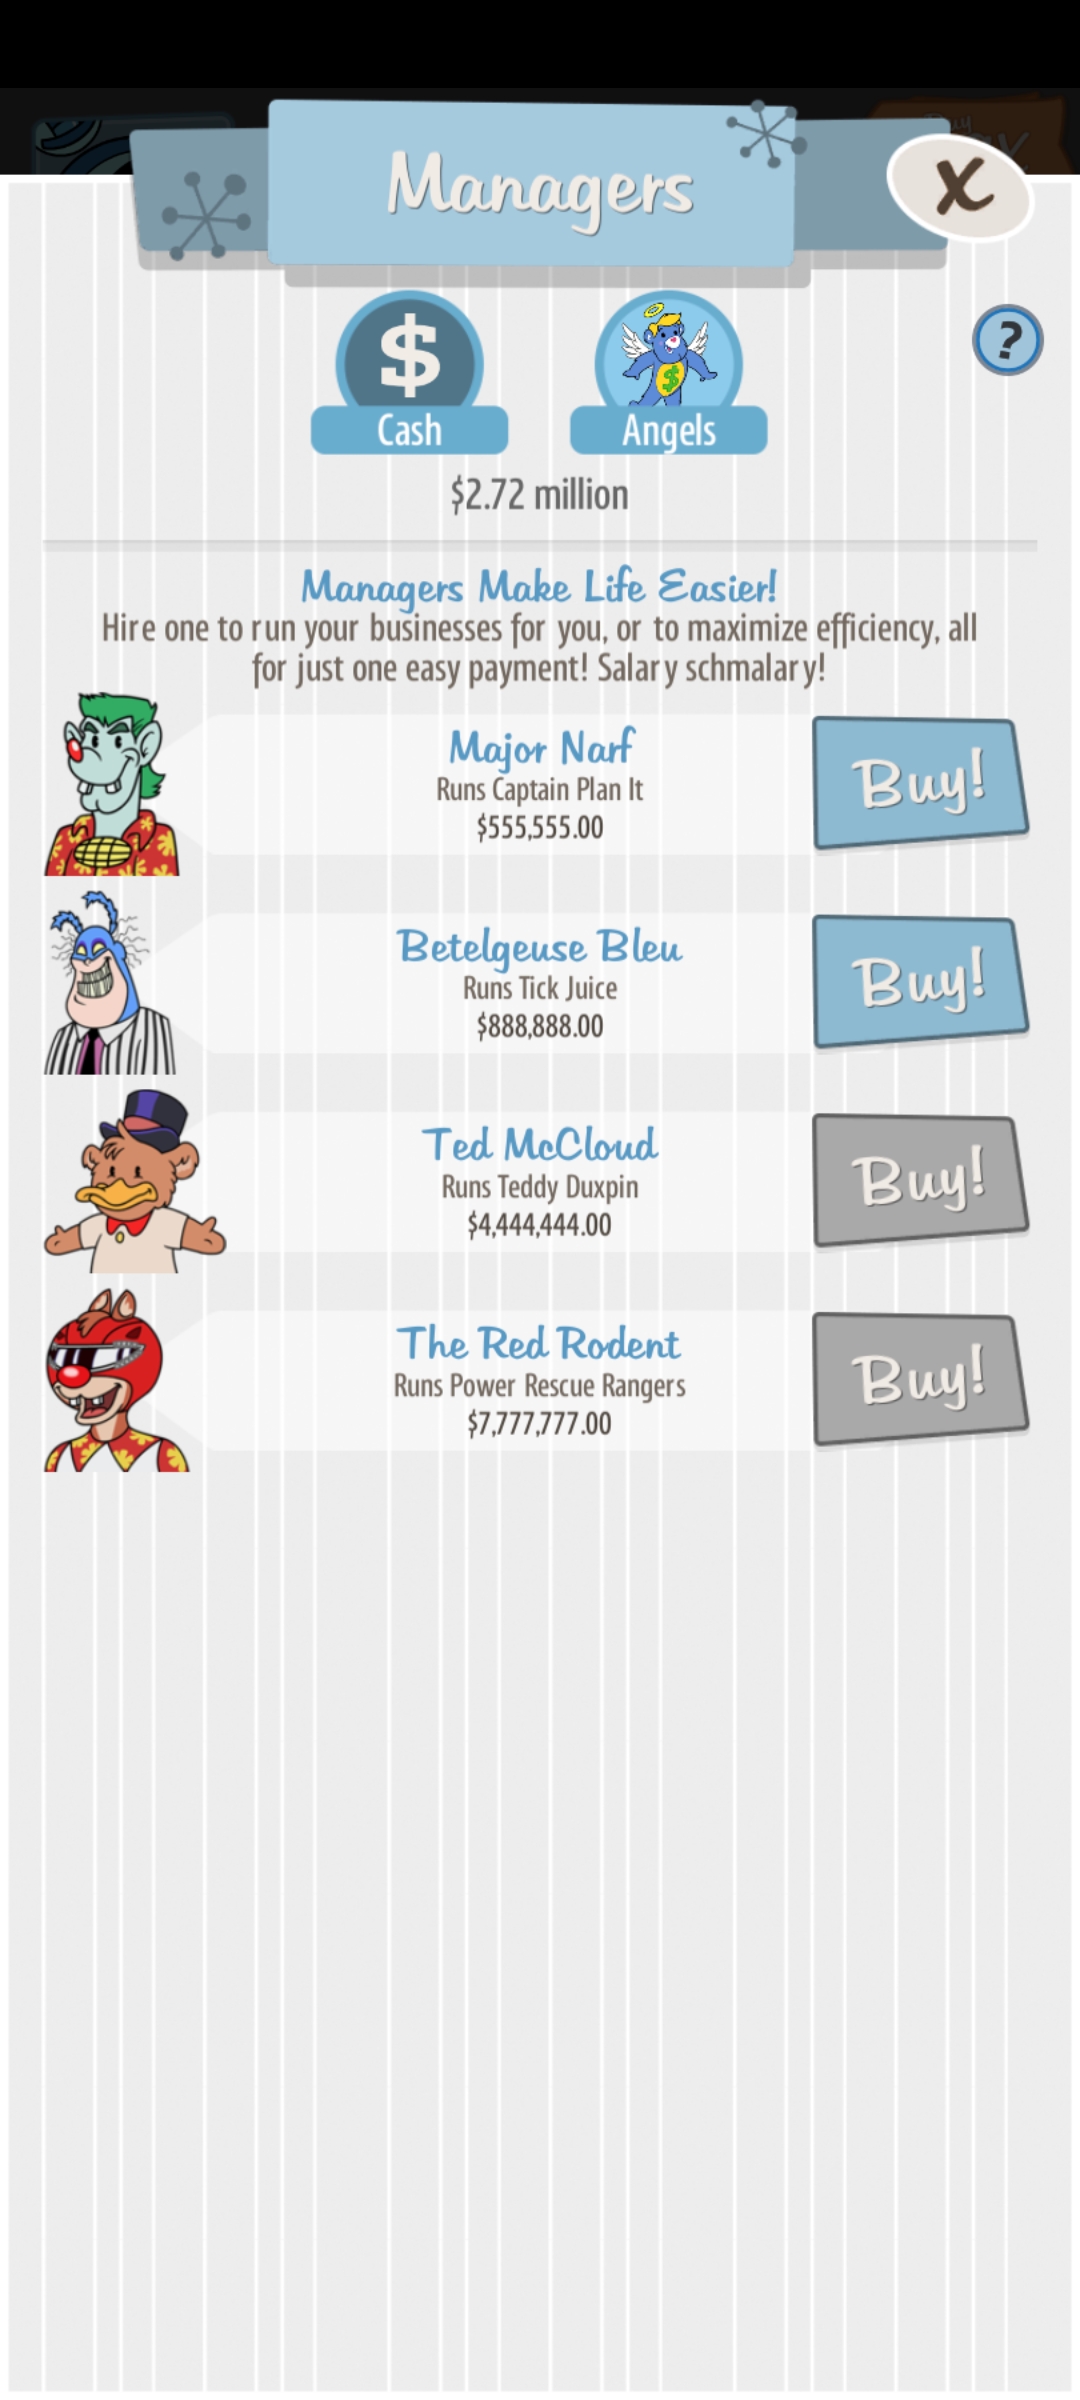 Managers
X
$
Cash
$
Angels
?
$2.72 million
Managers Make Life Easier!
Hire one to run your businesses for you, or to maximize efficiency, all
for just one easy payment! Salary schmalary!
Major Narf
Runs Captain Plan It
$555,555.00
Buy!
Betelgeuse Bleu
Runs Tick Juice
$888,888.00
Buy!
Ted McCloud
Runs Teddy Duxpin
$4,444,444.00
Buy!
The Red Rodent
Runs Power Rescue Rangers
$7,777,777.00
Buy!